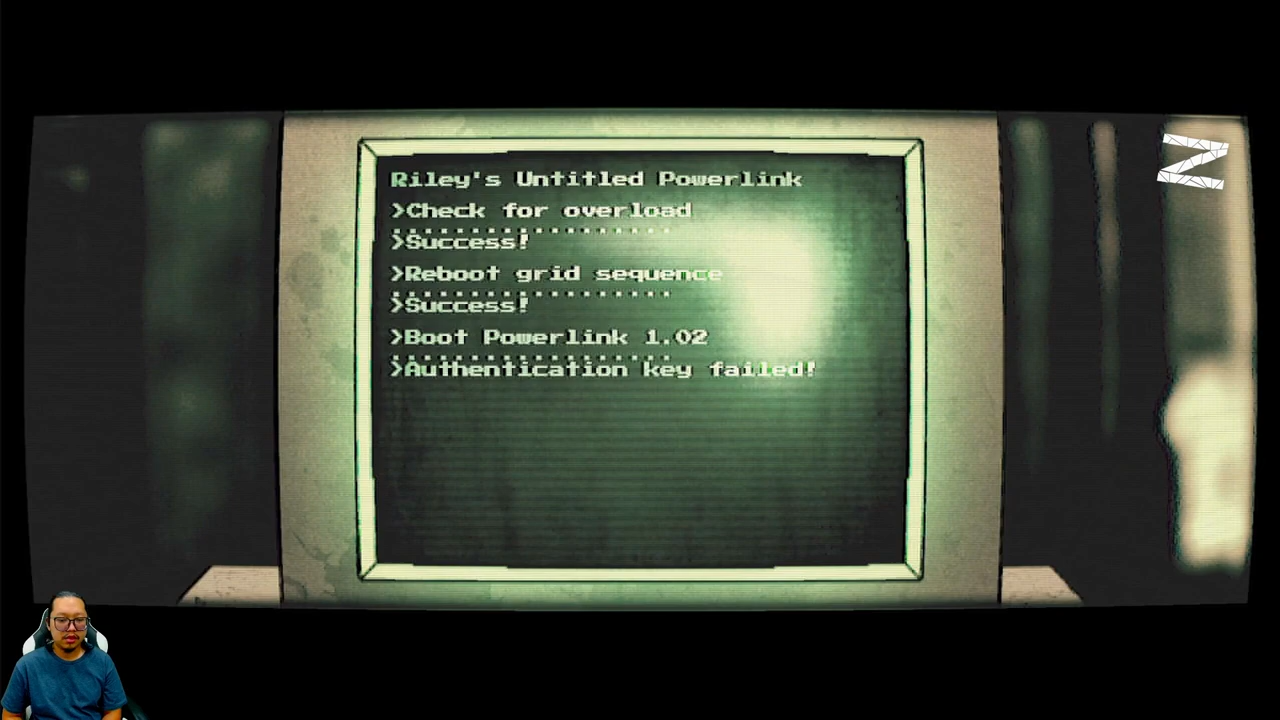 Riley's Untitled Powerlink
>Check for overload
..................
>Success!
>Reboot grid sequence
..................
>Success!
>Boot Powerlink 1.02
..................
>Authentication key failed!
N